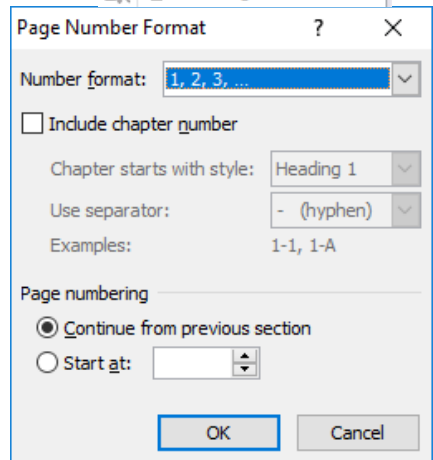 Page Number Format ?
Number format: 1, 2, 3, ...
Include chapter number
Chapter starts with style: Heading 1
Use separator: - (hyphen)
Examples: 1-1, 1-A
Page numbering
Continue from previous section
Start at:
OK Cancel